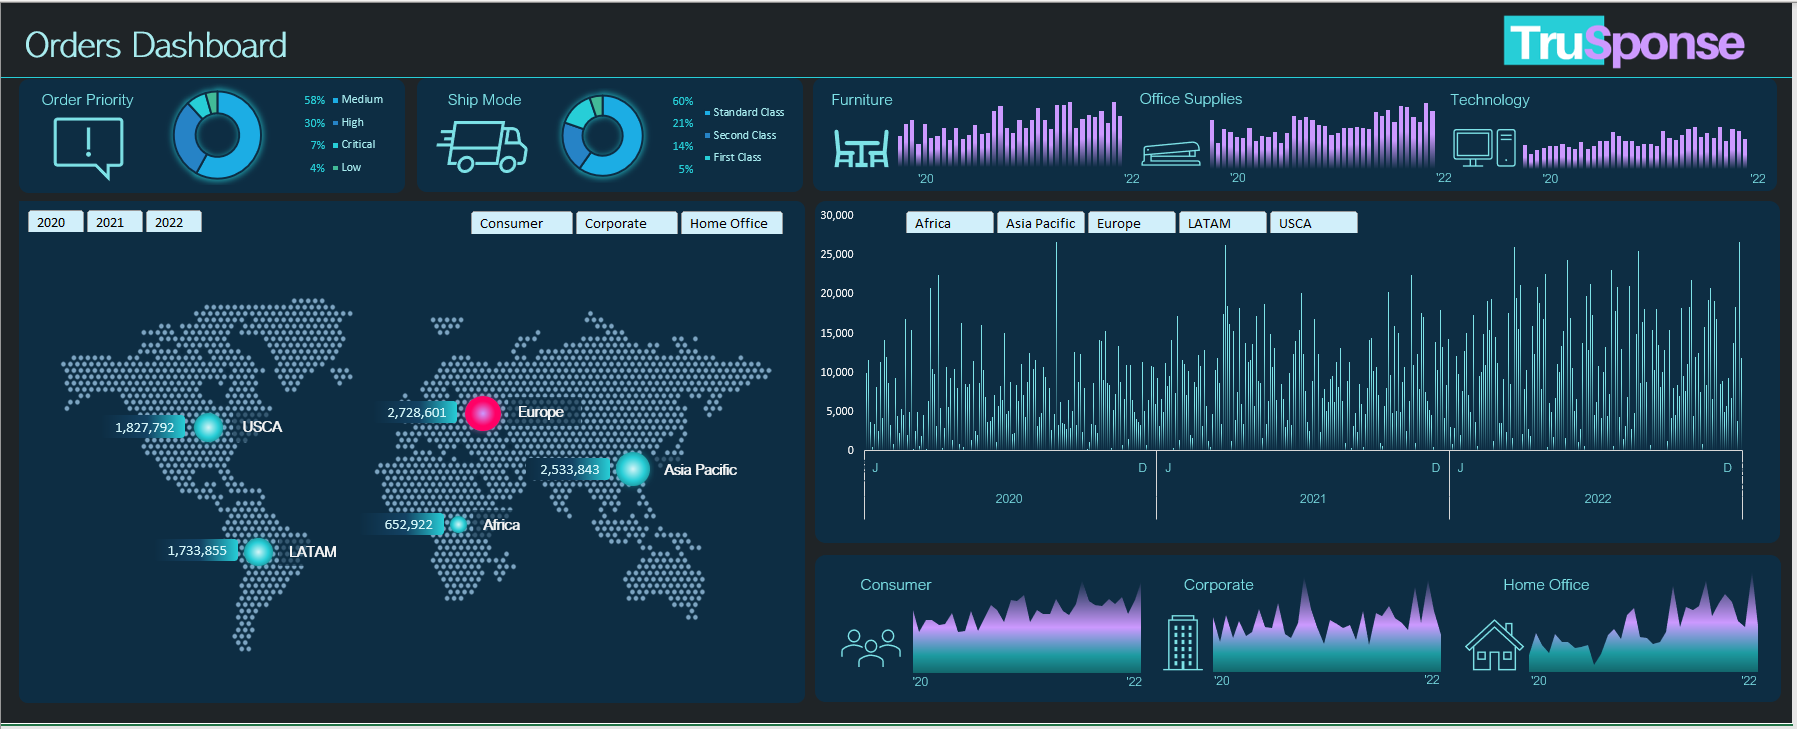 Orders Dashboard
TruSponse
Order Priority
58% Medium
30% High
7% Critical
4% Low
Ship Mode
60%
Standard Class
21%
Second Class
14%
First Class
5%
Furniture
'20 '22
Office Supplies
'20 '22
Technology
'20 '22
2020 2021 2022
Consumer Corporate Home Office
2,728,601 Europe
1,827,792 USCA
2,533,843 Asia Pacific
652,922 Africa
1,733,855 LATAM
Africa Asia Pacific Europe LATAM USCA
30,000
25,000
20,000
15,000
10,000
5,000
0
J D J D J D
2020 2021 2022
Consumer
'20 '22
Corporate
'20 '22
Home Office
'20 '22